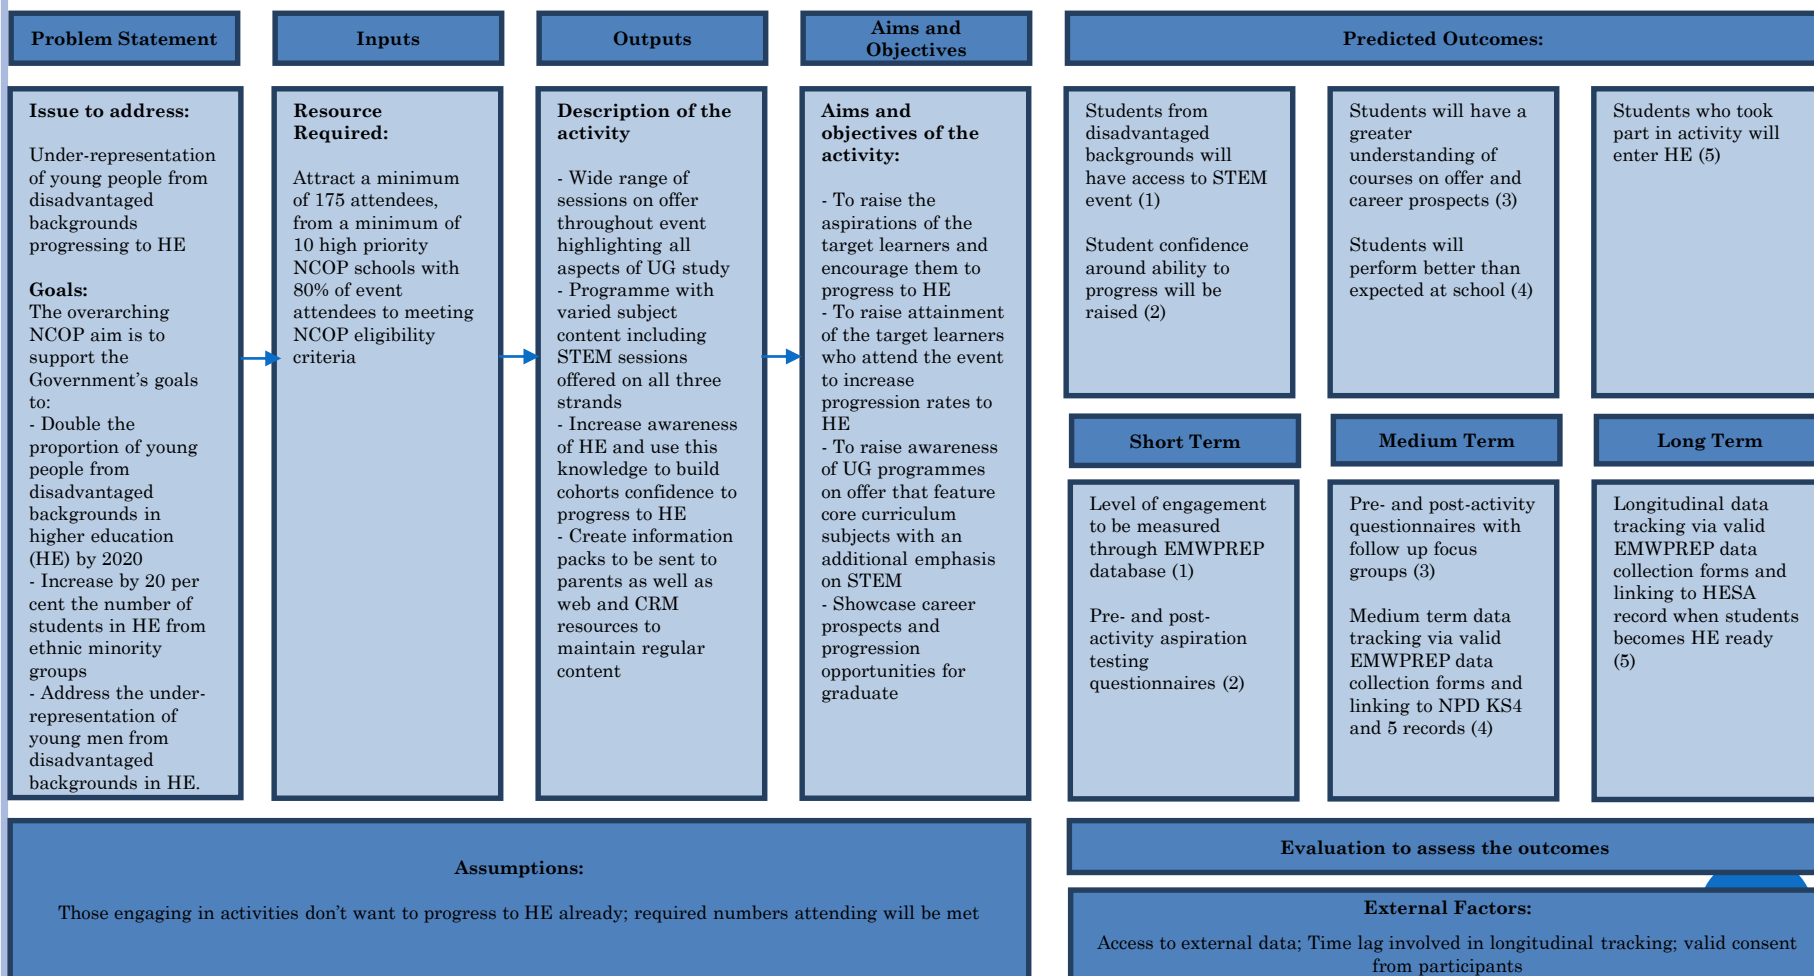 Problem Statement
Inputs
Outputs
Aims and
Objectives
Predicted Outcomes:
Issue to address:
Under-representation
of young people from
disadvantaged
backgrounds
progressing to HE
Goals:
The overarching
NCOP aim is to
support the
Government's goals
to:
- Double the
proportion of young
people from
disadvantaged
backgrounds in
higher education
(HE) by 2020
- Increase by 20 per
cent the number of
students in HE from
ethnic minority
groups
- Address the under-
representation of
young men from
disadvantaged
backgrounds in HE.
Resource
Required:
Attract a minimum
of 175 attendees,
from a minimum of
10 high priority
NCOP schools with
80% of event
attendees to meeting
NCOP eligibility
criteria
Description of the
activity
- Wide range of
sessions on offer
throughout event
highlighting all
aspects of UG study
- Programme with
varied subject
content including
STEM sessions
offered on all three
strands
- Increase awareness
of HE and use this
knowledge to build
cohorts confidence to
progress to HE
- Create information
packs to be sent to
parents as well as
web and CRM
resources to
maintain regular
content
Aims and
objectives of the
activity:
- To raise the
aspirations of the
target learners and
encourage them to
progress to HE
- To raise attainment
of the target learners
who attend the event
to increase
progression rates to
HE
- To raise awareness
of UG programmes
on offer that feature
core curriculum
subjects with an
additional emphasis
on STEM
- Showcase career
prospects and
progression
opportunities for
graduate
Students from
disadvantaged
backgrounds will
have access to STEM
event (1)
Student confidence
around ability to
progress will be
raised (2)
Students will have a
greater
understanding of
courses on offer and
career prospects (3)
Students will
perform better than
expected at school (4)
Students who took
part in activity will
enter HE (5)
Short Term
Medium Term
Long Term
Level of engagement
to be measured
through EMWPREP
database (1)
Pre- and post-
activity aspiration
testing
questionnaires (2)
Pre- and post-activity
questionnaires with
follow up focus
groups (3)
Medium term data
tracking via valid
EMWPREP data
collection forms and
linking to NPD KS4
and 5 records (4)
Longitudinal data
tracking via valid
EMWPREP data
collection forms and
linking to HESA
record when students
becomes HE ready
(5)
Assumptions:
Those engaging in activities don't want to progress to HE already; required numbers attending will be met
Evaluation to assess the outcomes
External Factors:
Access to external data; Time lag involved in longitudinal tracking; valid consent
from participants